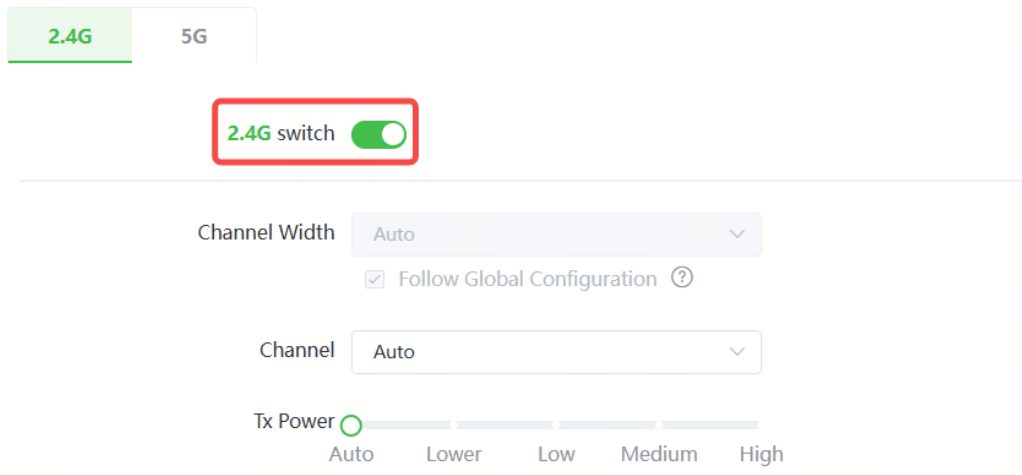 2.4G 5G
2.4G switch
Channel Width Auto
Follow Global Configuration ?
Channel Auto
Tx Power
Auto Lower Low Medium High